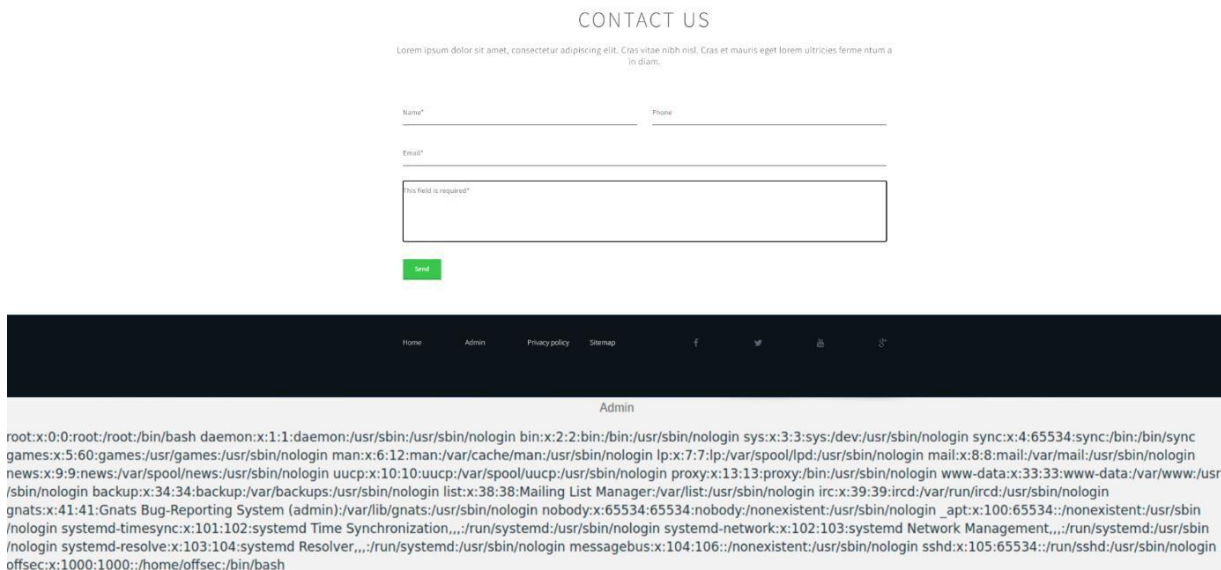 CONTACT US
Lorem ipsum dolor sit amet, consectetur adipiscing elit. Cras vitae nibh nisl. Cras et mauris eget lorem ultricies ferme ntum a
in diam.
Name* Phone
Email*
This field is required*
Send
Home Admin Privacy policy Sitemap
Admin
root:x:0:0:root:/root:/bin/bash daemon:x:1:1:daemon:/usr/sbin:/usr/sbin/nologin bin:x:2:2:bin:/bin:/usr/sbin/nologin sys:x:3:3:sys:/dev:/usr/sbin/nologin sync:x:4:65534:sync:/bin:/bin/sync
games:x:5:60:games:/usr/games:/usr/sbin/nologin man:x:6:12:man:/var/cache/man:/usr/sbin/nologin lp:x:7:7:lp:/var/spool/lpd:/usr/sbin/nologin mail:x:8:8:mail:/var/mail:/usr/sbin/nologin
news:x:9:9:news:/var/spool/news:/usr/sbin/nologin uucp:x:10:10:uucp:/var/spool/uucp:/usr/sbin/nologin proxy:x:13:13:proxy:/bin:/usr/sbin/nologin www-data:x:33:33:www-data:/var/www:/usr
/sbin/nologin backup:x:34:34:backup:/var/backups:/usr/sbin/nologin list:x:38:38:Mailing List Manager:/var/list:/usr/sbin/nologin irc:x:39:39:ircd:/var/run/ircd:/usr/sbin/nologin
gnats:x:41:41:Gnats Bug-Reporting System (admin):/var/lib/gnats:/usr/sbin/nologin nobody:x:65534:65534:nobody:/nonexistent:/usr/sbin/nologin _apt:x:100:65534::/nonexistent:/usr/sbin
/nologin systemd-timesync:x:101:102:systemd Time Synchronization,,,:/run/systemd:/usr/sbin/nologin systemd-network:x:102:103:systemd Network Management,,,:/run/systemd:/usr/sbin
/nologin systemd-resolve:x:103:104:systemd Resolver,,,:/run/systemd:/usr/sbin/nologin messagebus:x:104:106::/nonexistent:/usr/sbin/nologin sshd:x:105:65534::/run/sshd:/usr/sbin/nologin
offsec:x:1000:1000::/home/offsec:/bin/bash